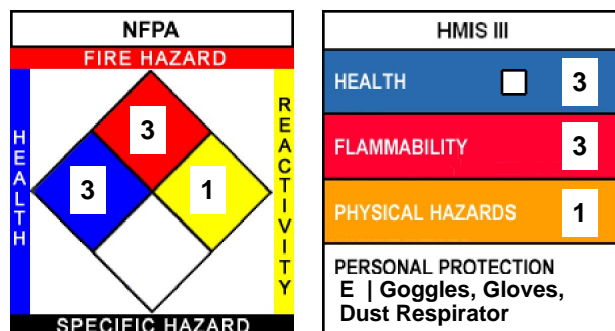 NFPA
FIRE HAZARD
HEALTH
3
3
1
REACTIVITY
SPECIFIC HAZARD
HMIS III
HEALTH 3
FLAMMABILITY 3
PHYSICAL HAZARDS 1
PERSONAL PROTECTION
E | Goggles, Gloves,
Dust Respirator